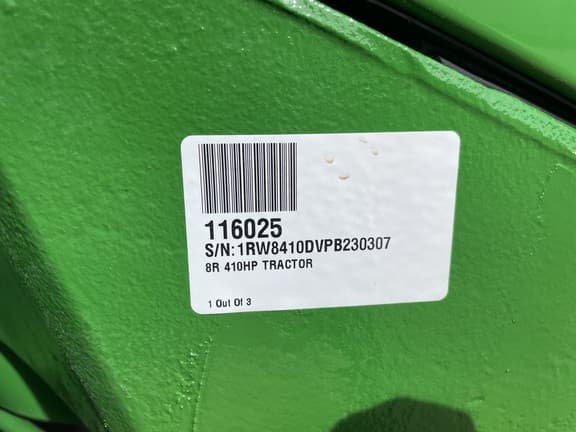 116025
S/N:1RW8410DVPB230307
8R 410HP TRACTOR
1 Out Of 3